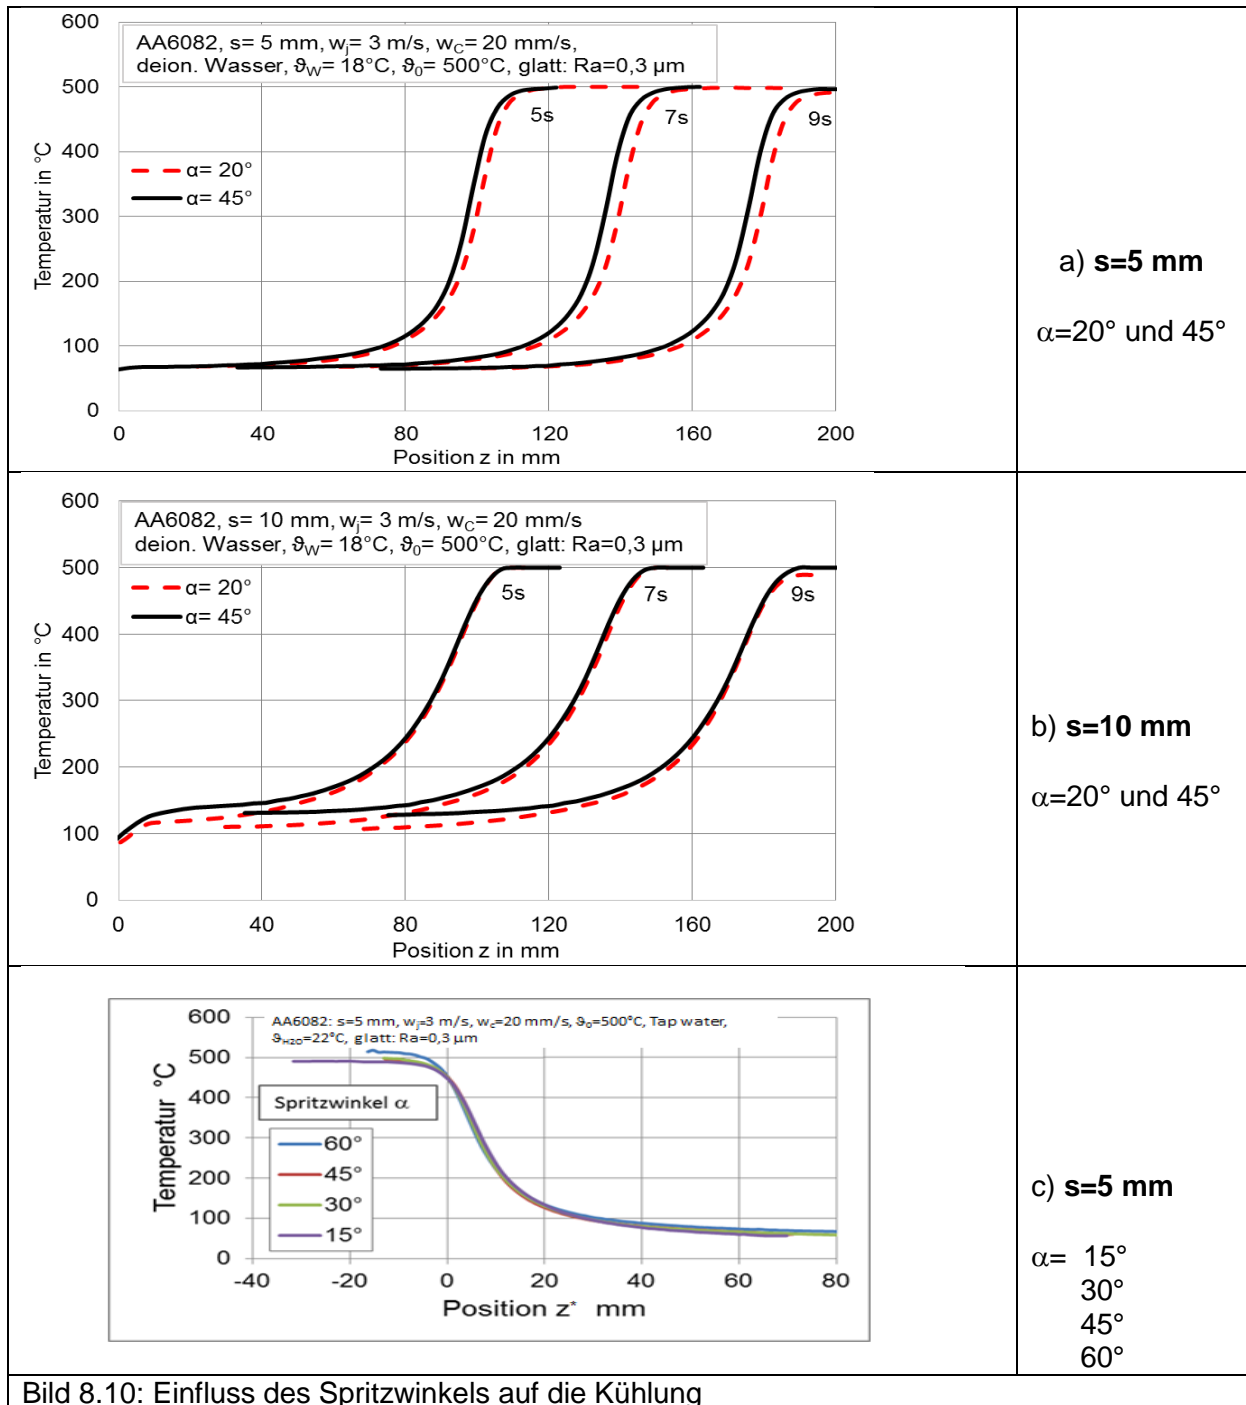 600
500
400
300
200
100
0
Temperatur in °C
AA6082, s= 5 mm, wj= 3 m/s, wC= 20 mm/s,
deion. Wasser, ϑW= 18°C, ϑ0= 500°C, glatt: Ra=0,3 µm
5s
7s
9s
α= 20°
α= 45°
0
40
80
120
160
200
Position z in mm
a) s=5 mm
α=20° und 45°
600
500
400
300
200
100
0
Temperatur in °C
AA6082, s= 10 mm, wj= 3 m/s, wC= 20 mm/s
deion. Wasser, ϑW= 18°C, ϑ0= 500°C, glatt: Ra=0,3 µm
α= 20°
α= 45°
5s
7s
9s
0
40
80
120
160
200
Position z in mm
b) s=10 mm
α=20° und 45°
600
500
400
300
200
100
0
Temperatur °C
AA6082: s=5 mm, wj=3 m/s, wc=20 mm/s, ϑ0=500°C, Tap water,
ϑH2O=22°C, glatt: Ra=0,3 µm
Spritzwinkel α
60°
45°
30°
15°
-40
-20
0
20
40
60
80
Position z* mm
c) s=5 mm
α= 15°
30°
45°
60°
Bild 8.10: Einfluss des Spritzwinkels auf die Kühlung